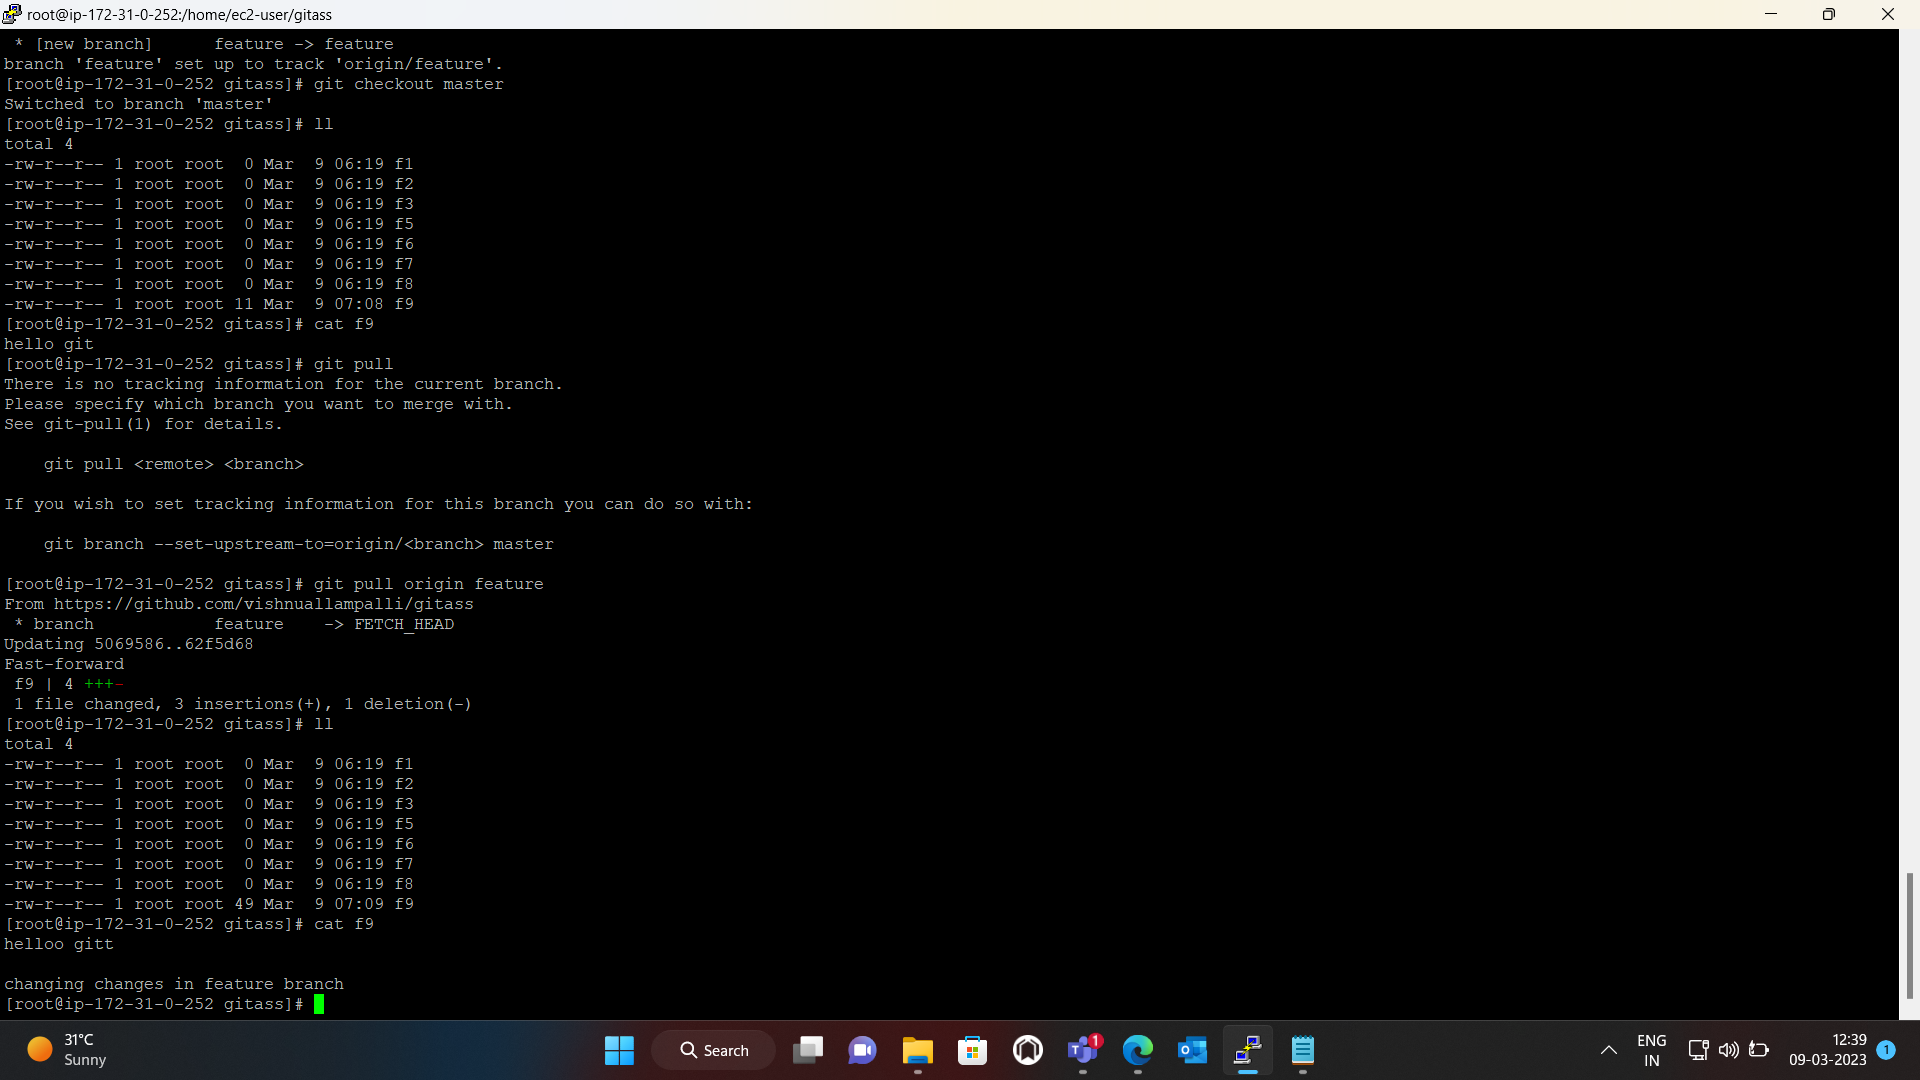 root@ip-172-31-0-252:/home/ec2-user/gitass
 * [new branch]      feature -> feature
branch 'feature' set up to track 'origin/feature'.
[root@ip-172-31-0-252 gitass]# git checkout master
Switched to branch 'master'
[root@ip-172-31-0-252 gitass]# ll
total 4
-rw-r--r-- 1 root root  0 Mar  9 06:19 f1
-rw-r--r-- 1 root root  0 Mar  9 06:19 f2
-rw-r--r-- 1 root root  0 Mar  9 06:19 f3
-rw-r--r-- 1 root root  0 Mar  9 06:19 f5
-rw-r--r-- 1 root root  0 Mar  9 06:19 f6
-rw-r--r-- 1 root root  0 Mar  9 06:19 f7
-rw-r--r-- 1 root root  0 Mar  9 06:19 f8
-rw-r--r-- 1 root root 11 Mar  9 07:08 f9
[root@ip-172-31-0-252 gitass]# cat f9
hello git
[root@ip-172-31-0-252 gitass]# git pull
There is no tracking information for the current branch.
Please specify which branch you want to merge with.
See git-pull(1) for details.
    git pull <remote> <branch>
If you wish to set tracking information for this branch you can do so with:
    git branch --set-upstream-to=origin/<branch> master
[root@ip-172-31-0-252 gitass]# git pull origin feature
From https://github.com/vishnuallampalli/gitass
 * branch            feature    -> FETCH_HEAD
Updating 5069586..62f5d68
Fast-forward
 f9 | 4 +++-
 1 file changed, 3 insertions(+), 1 deletion(-)
[root@ip-172-31-0-252 gitass]# ll
total 4
-rw-r--r-- 1 root root  0 Mar  9 06:19 f1
-rw-r--r-- 1 root root  0 Mar  9 06:19 f2
-rw-r--r-- 1 root root  0 Mar  9 06:19 f3
-rw-r--r-- 1 root root  0 Mar  9 06:19 f5
-rw-r--r-- 1 root root  0 Mar  9 06:19 f6
-rw-r--r-- 1 root root  0 Mar  9 06:19 f7
-rw-r--r-- 1 root root  0 Mar  9 06:19 f8
-rw-r--r-- 1 root root 49 Mar  9 07:09 f9
[root@ip-172-31-0-252 gitass]# cat f9
helloo gitt
changing changes in feature branch
[root@ip-172-31-0-252 gitass]#
31°C
Sunny
Search
1
ENG
IN
12:39
09-03-2023
1